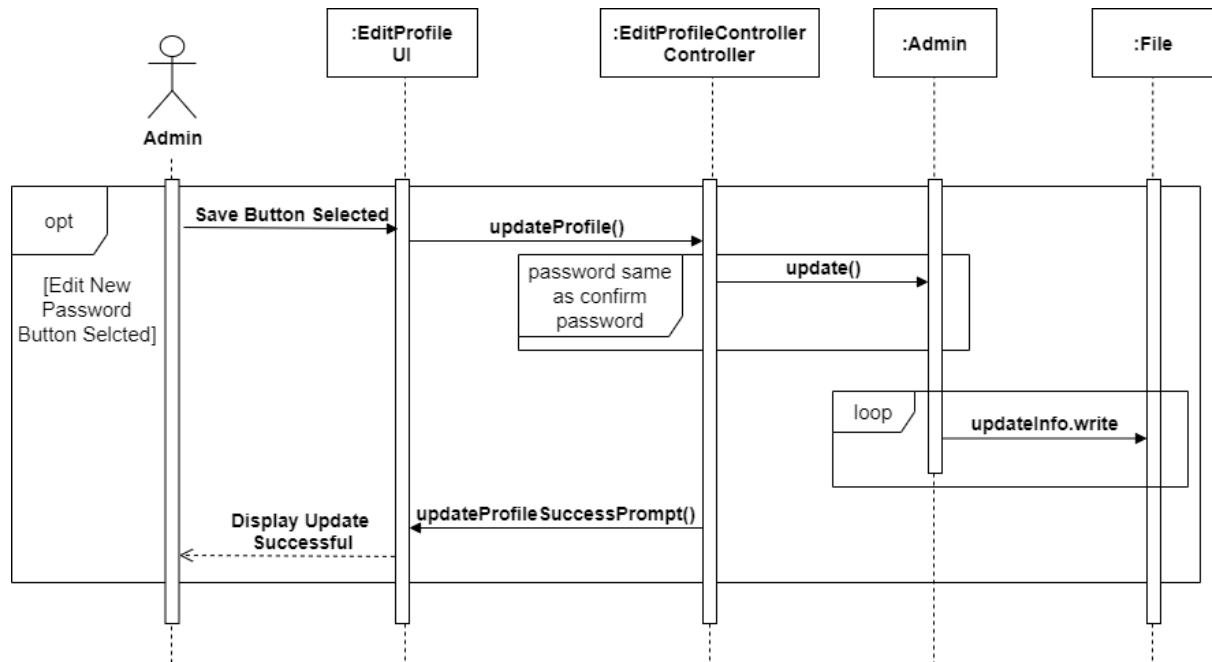 :EditProfile
UI
:EditProfileController
Controller
:Admin
:File
Admin
opt
[Edit New
Password
Button Selcted]
Save Button Selected
updateProfile()
password same
as confirm
password
update()
loop
updateInfo.write
updateProfileSuccessPrompt()
Display Update
Successful